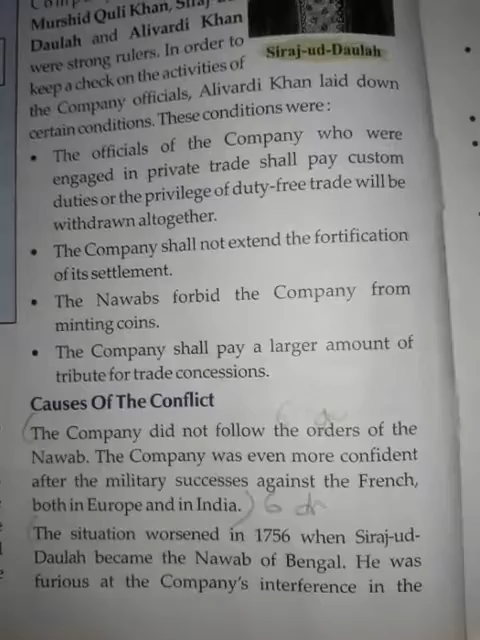 Murshid Quli Khan,
Daulah and Alivardi Khan
were strong rulers. In order to
keep a check on the activities of
Siraj-ud-Daulah
the Company officials, Alivardi Khan laid down
certain conditions. These conditions were :
• The officials of the Company who were
engaged in private trade shall pay custom
duties or the privilege of duty-free trade will be
withdrawn altogether.
• The Company shall not extend the fortification
of its settlement.
• The Nawabs forbid the Company from
minting coins.
• The Company shall pay a larger amount of
tribute for trade concessions.
Causes Of The Conflict
The Company did not follow the orders of the
Nawab. The Company was even more confident
after the military successes against the French,
both in Europe and in India.
The situation worsened in 1756 when Siraj-ud-
Daulah became the Nawab of Bengal. He was
furious at the Company's interference in the